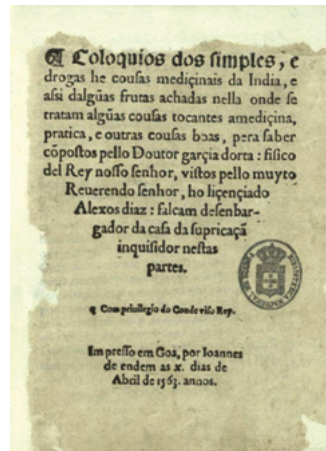 ¶ Coloquios dos simples, e
drogas he cousas mediçinais da India, e
assi dalgũas frutas achadas nella onde se
tratam algũas cousas tocantes amediçina,
pratica, e outras cousas boas, pera saber
cõpostos pello Doutor garçia dorta : fisico
del Rey nosso senhor, vistos pello muyto
Reuerendo senhor, ho liçençiado
Alexos diaz : falcam desenbar-
gador da casa da supricaçã
inquisidor nestas
partes.
¶ Com priuilegio do Conde viso Rey.
Impresso em Goa, por Ioannes
de endem as x. dias de
Abril de 1563. annos.